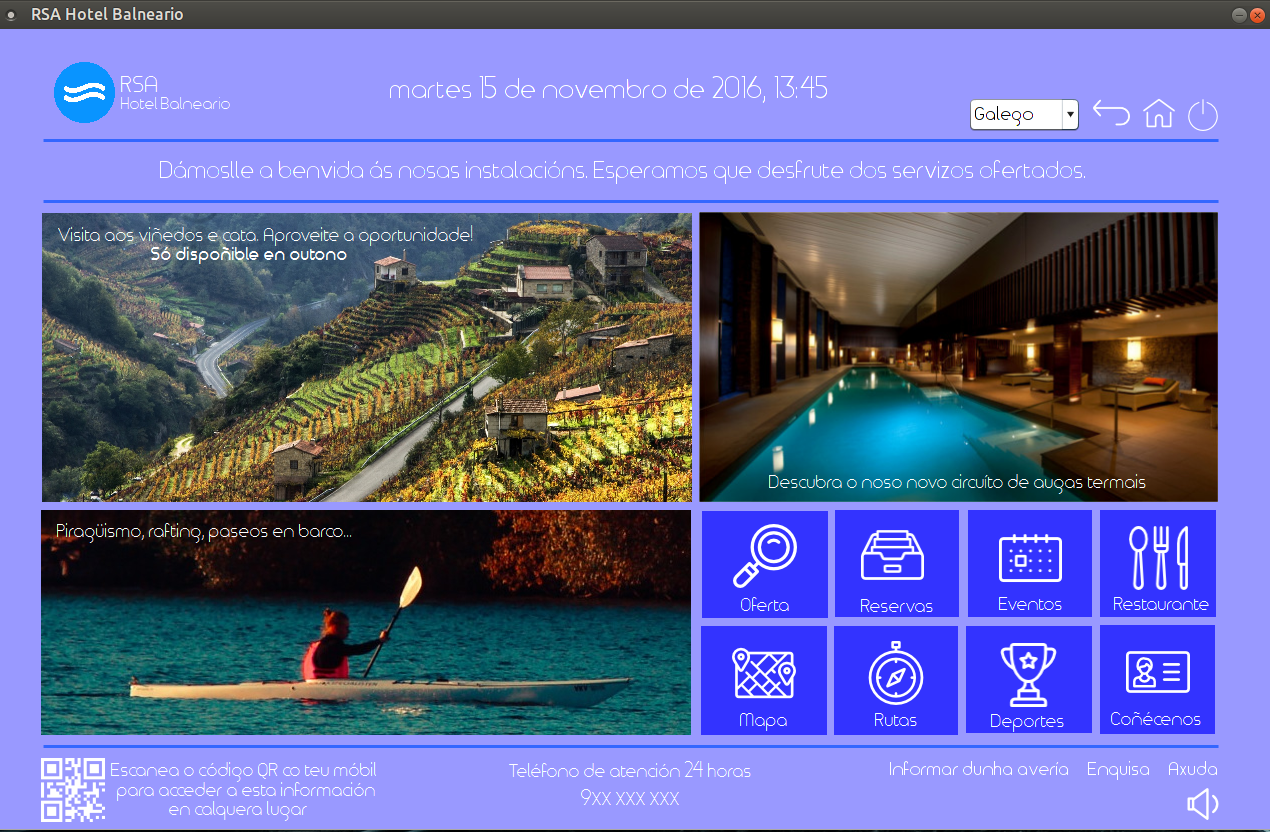 RSA Hotel Balneario
RSA
Hotel Balneario
martes 15 de novembro de 2016, 13:45
Galego
Dámoslle a benvida ás nosas instalacións. Esperamos que desfrute dos servizos ofertados.
Visita aos viñedos e cata. Aproveite a oportunidade!
Só dispoñible en outono
Descubra o noso novo circuíto de augas termais
Piragüismo, rafting, paseos en barco...
Oferta
Reservas
Eventos
Restaurante
Mapa
Rutas
Deportes
Coñécenos
Escanea o código QR co teu móbil
para acceder a esta información
en calquera lugar
Teléfono de atención 24 horas
9xx xxx xxx
Informar dunha avería
Enquisa
Axuda